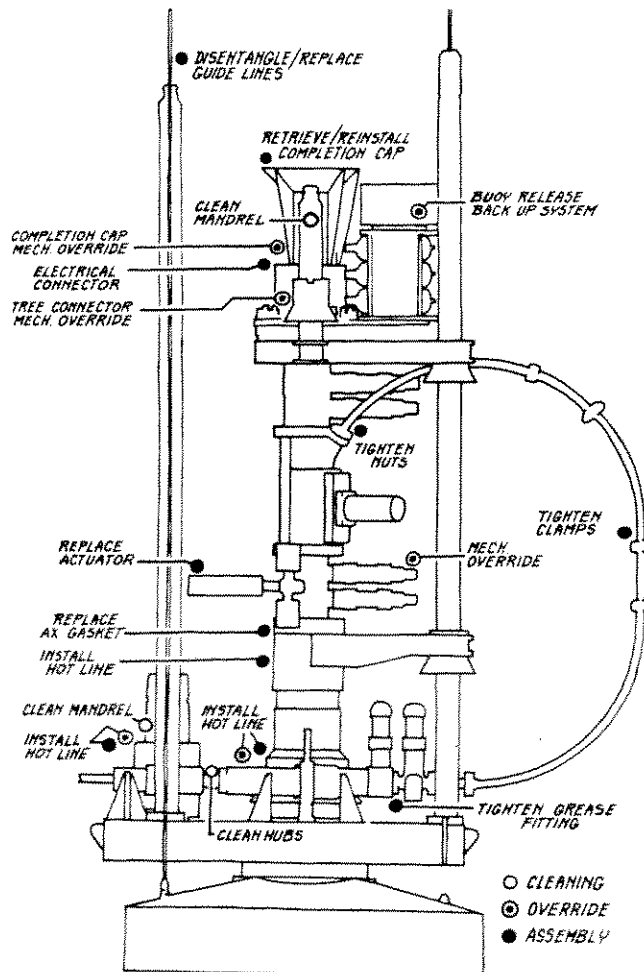 DISENTANGLE/REPLACE
GUIDE LINES
RETRIEVE/REINSTALL
COMPLETION CAP
CLEAN
MANDREL
BUOY RELEASE
BACK UP SYSTEM
COMPLETION CAP
MECH. OVERRIDE
ELECTRICAL
CONNECTOR
TREE CONNECTOR
MECH. OVERRIDE
TIGHTEN
NUTS
TIGHTEN
CLAMPS
REPLACE
ACTUATOR
MECH
OVERRIDE
REPLACE
AX GASKET
INSTALL
HOT LINE
CLEAN MANDREL
INSTALL
HOT LINE
INSTALL
HOT LINE
TIGHTEN GREASE
FITTING
CLEAN HUBS
CLEANING
OVERRIDE
ASSEMBLY